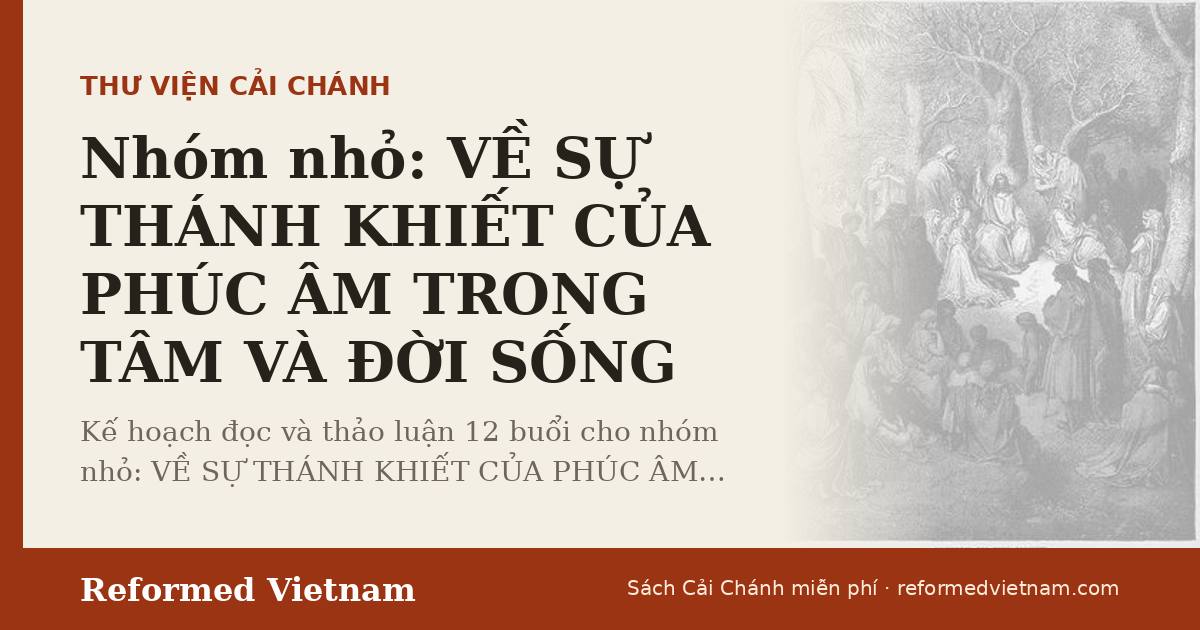 THƯ VIỆN CẢI CHÁNH
Nhóm nhỏ: VỀ SỰ
THÁNH KHIẾT CỦA
PHÚC ÂM TRONG
TÂM VÀ ĐỜI SỐNG
Kế hoạch đọc và thảo luận 12 buổi cho nhóm
nhỏ: VỀ SỰ THÁNH KHIẾT CỦA PHÚC ÂM...
Reformed Vietnam
Sách Cải Chánh miễn phí · reformedvietnam.com